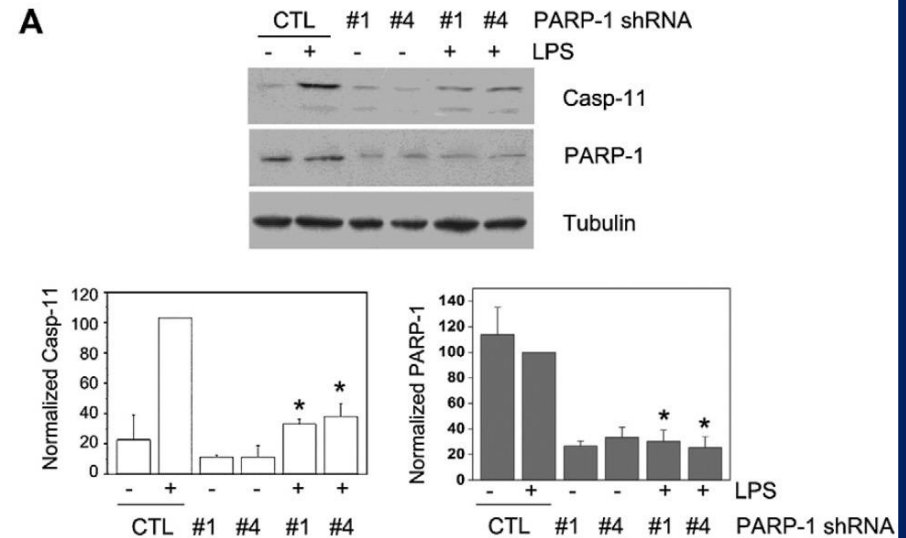 A
CTL #1 #4 #1 #4 PARP-1 shRNA
- + - - + + LPS
Casp-11
PARP-1
Tubulin
Normalized Casp-11
120
100
80
60
40
20
0
* *
- + - - + +
CTL #1 #4 #1 #4
Normalized PARP-1
140
120
100
80
60
40
20
0
* *
- + - - + + LPS
CTL #1 #4 #1 #4 PARP-1 shRNA